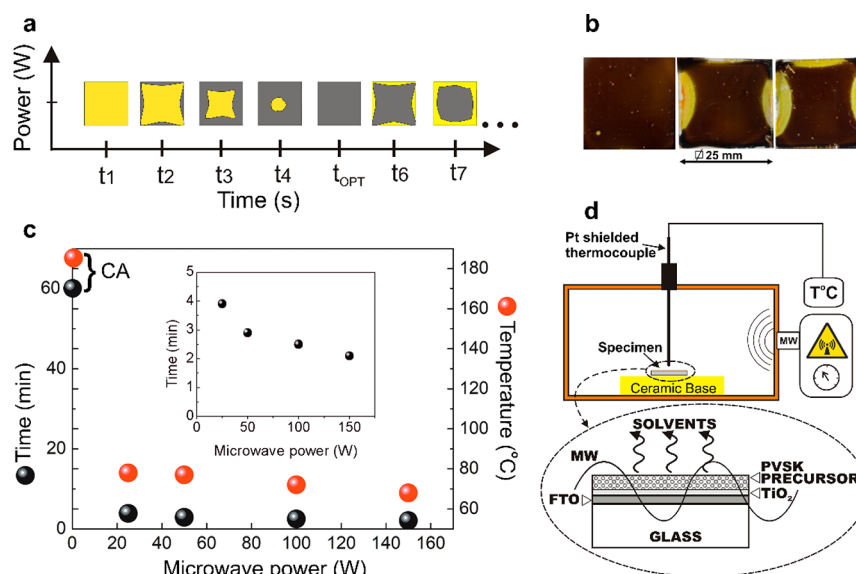 a
Power (W)
t1 t2 t3 t4 tOPT t6 t7
Time (s)
b
25 mm
c
CA
60
40
20
0
Time (min)
0 20 40 60 80 100 120 140 160
Microwave power (W)
180
160
140
120
100
80
60
Temperature (°C)
5
4
3
2
1
0
Time (min)
0 50 100 150
Microwave power (W)
d
Pt shielded
thermocouple
T°C
MW
Specimen
Ceramic Base
SOLVENTS
MW
PVSK
PRECURSOR
TiO₂
FTO
GLASS